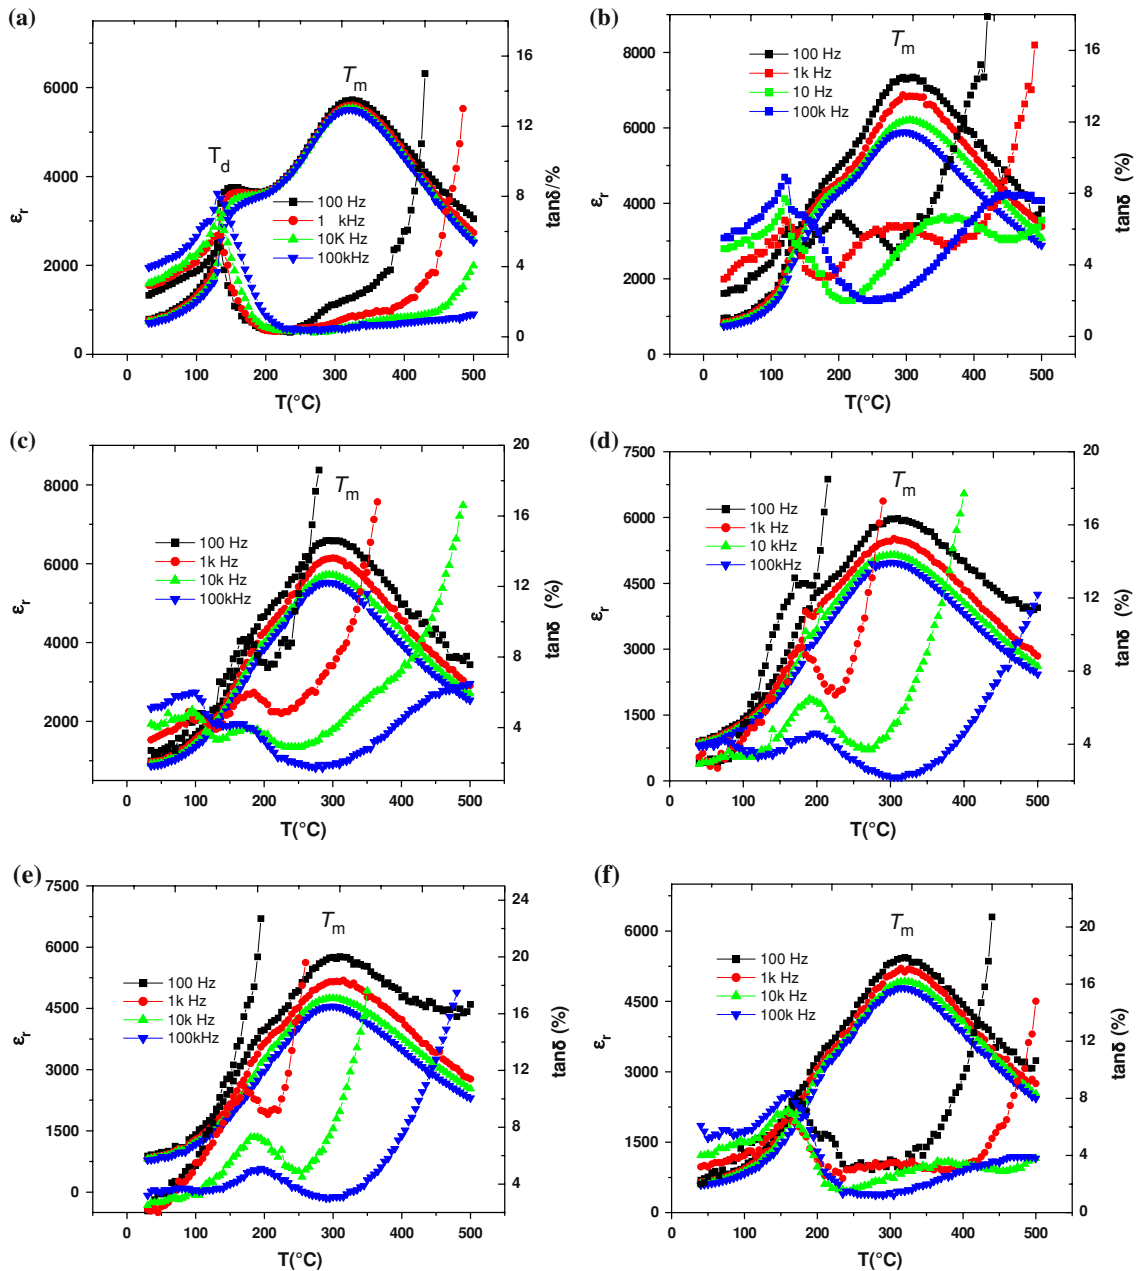 (a)
T_m
T_d
100 Hz
1 kHz
10K Hz
100kHz
6000
4000
2000
0
ε_r
16
12
8
4
0
tanδ/%
0 100 200 300 400 500
T(°C)
(b)
T_m
100 Hz
1k Hz
10 Hz
100k Hz
8000
6000
4000
2000
0
ε_r
16
12
8
4
0
tanδ (%)
0 100 200 300 400 500
T(°C)
(c)
T_m
100 Hz
1k Hz
10k Hz
100kHz
8000
6000
4000
2000
ε_r
20
16
12
8
4
0
tanδ (%)
0 100 200 300 400 500
T(°C)
(d)
T_m
100 Hz
1k Hz
10 kHz
100kHz
7500
6000
4500
3000
1500
0
ε_r
20
16
12
8
4
tanδ (%)
0 100 200 300 400 500
T(°C)
(e)
T_m
100 Hz
1k Hz
10k Hz
100kHz
7500
6000
4500
3000
1500
0
ε_r
24
20
16
12
8
4
tanδ (%)
0 100 200 300 400 500
T(°C)
(f)
T_m
100 Hz
1k Hz
10k Hz
100k Hz
6000
4500
3000
1500
0
ε_r
20
16
12
8
4
0
tanδ (%)
0 100 200 300 400 500
T(°C)